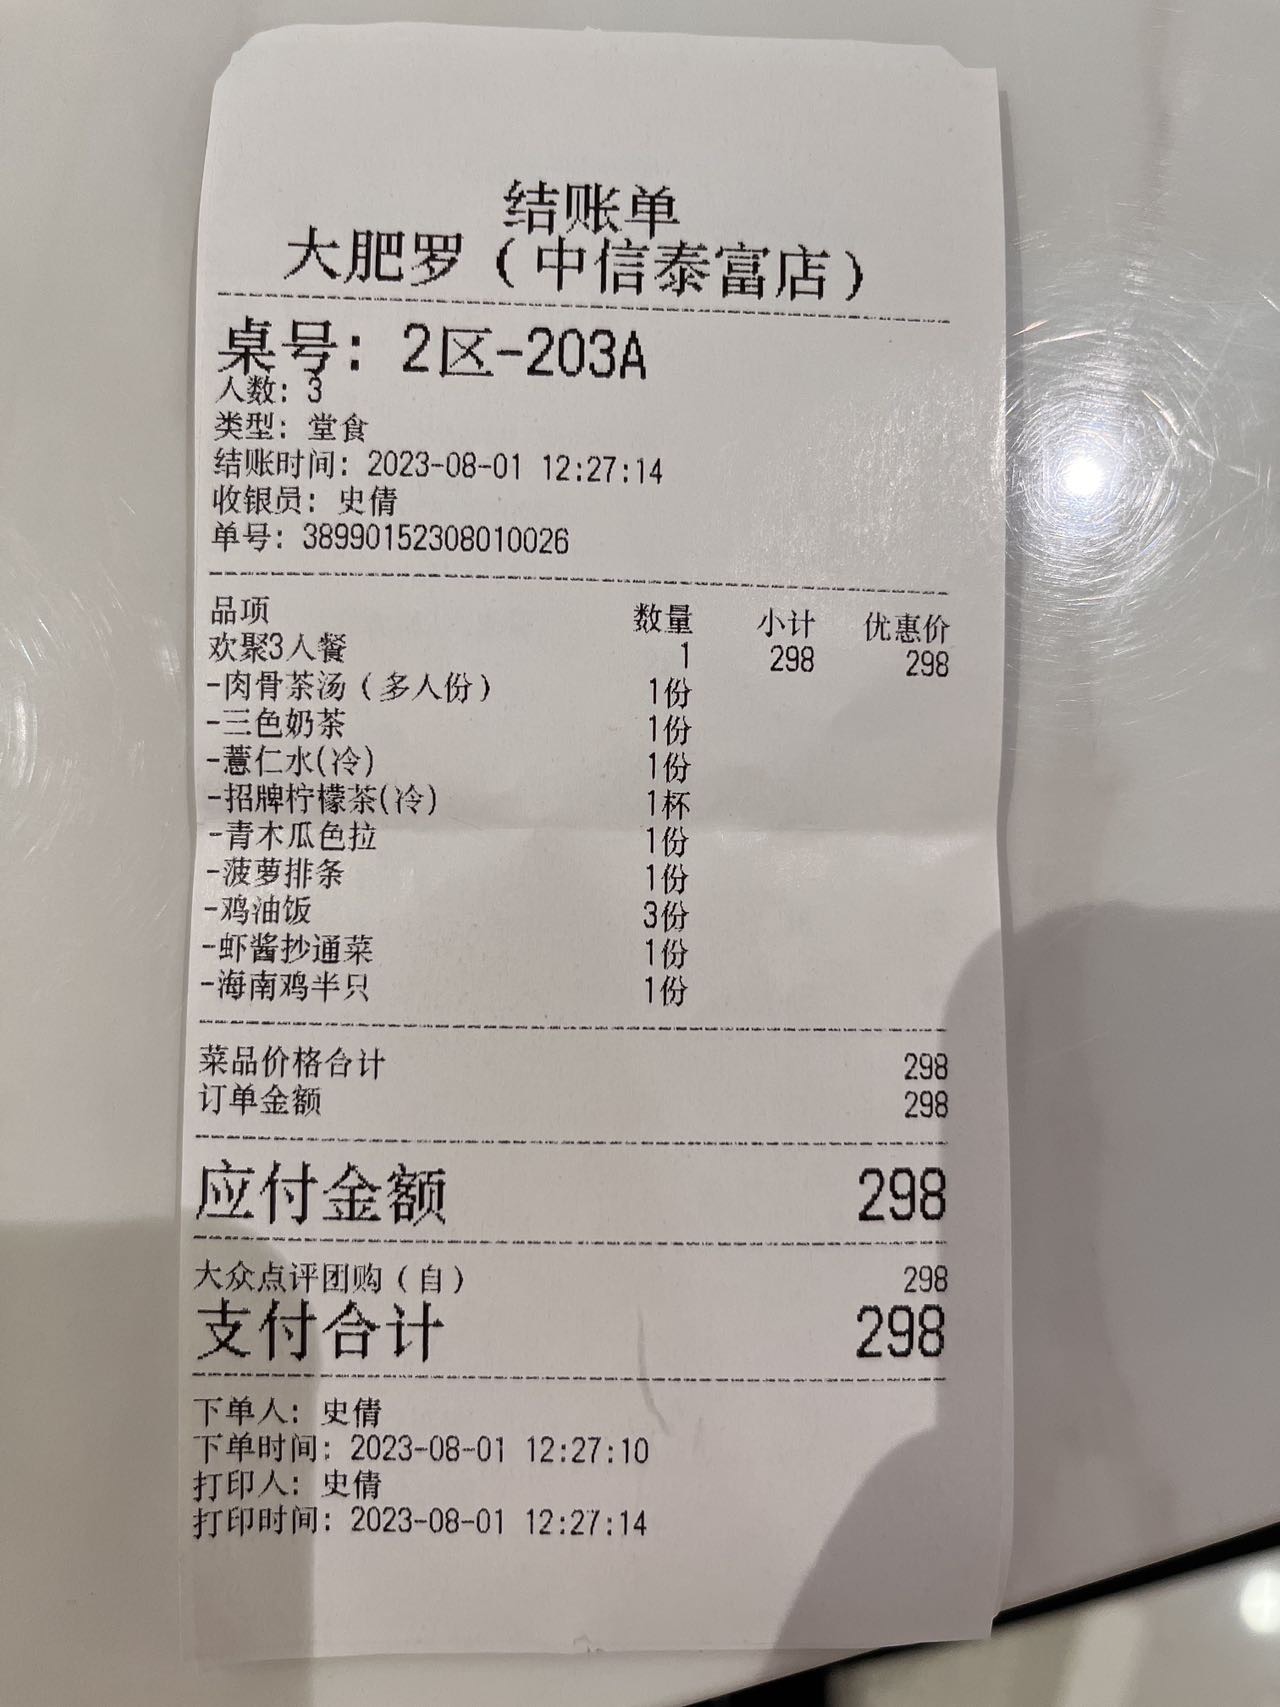 结账单
大肥罗（中信泰富店）
桌号：2区-203A
人数：3
类型：堂食
结账时间：2023-08-01 12:27:14
收银员：史倩
单号：38990152308010026
品项 数量 小计 优惠价
欢聚3人餐 1 298 298
-肉骨茶汤（多人份） 1份
-三色奶茶 1份
-薏仁水(冷) 1份
-招牌柠檬茶(冷) 1杯
-青木瓜色拉 1份
-菠萝排条 1份
-鸡油饭 3份
-虾酱抄通菜 1份
-海南鸡半只 1份
菜品价格合计 298
订单金额 298
应付金额 298
大众点评团购（自） 298
支付合计 298
下单人：史倩
下单时间：2023-08-01 12:27:10
打印人：史倩
打印时间：2023-08-01 12:27:14